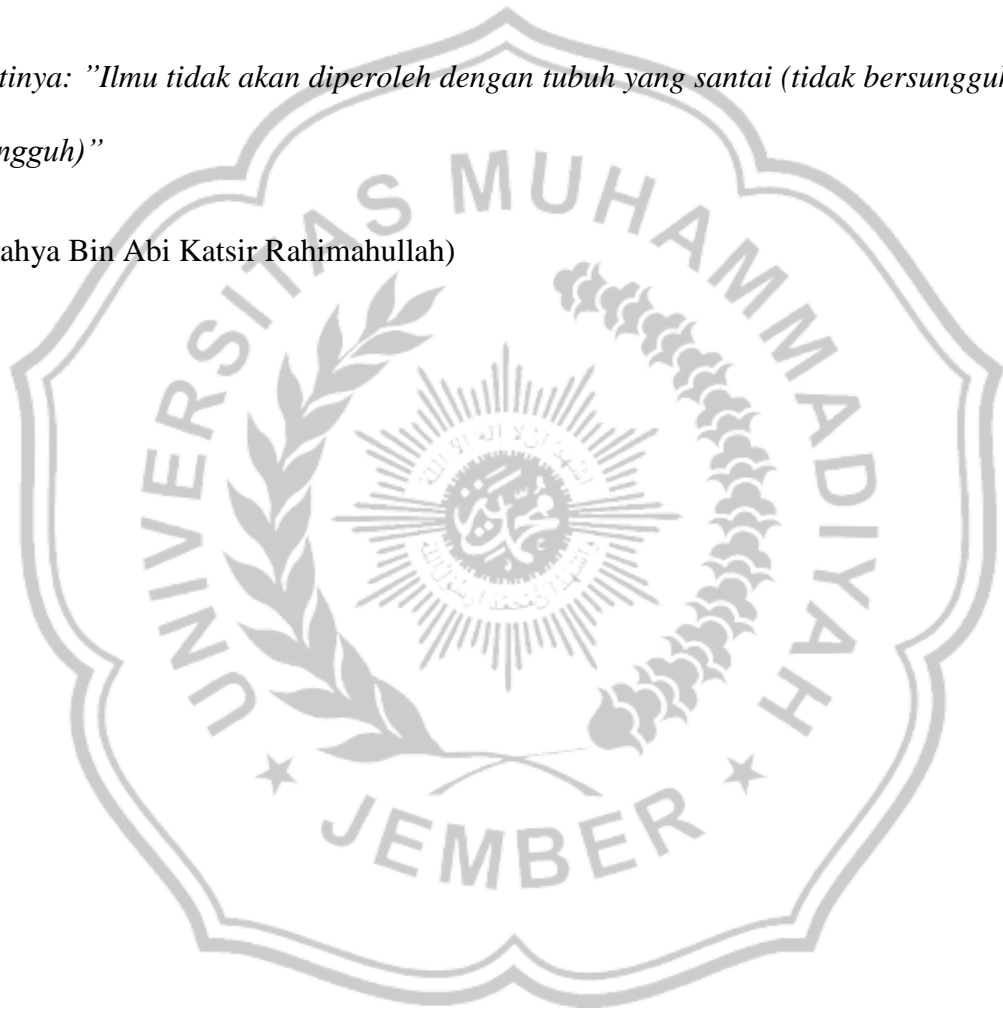 tinya: ”Ilmu tidak akan diperoleh dengan tubuh yang santai (tidak bersungguh
ngguh)”
ahya Bin Abi Katsir Rahimahullah)
UNIVERSITAS MUHAMMADIYAH
JEMBER